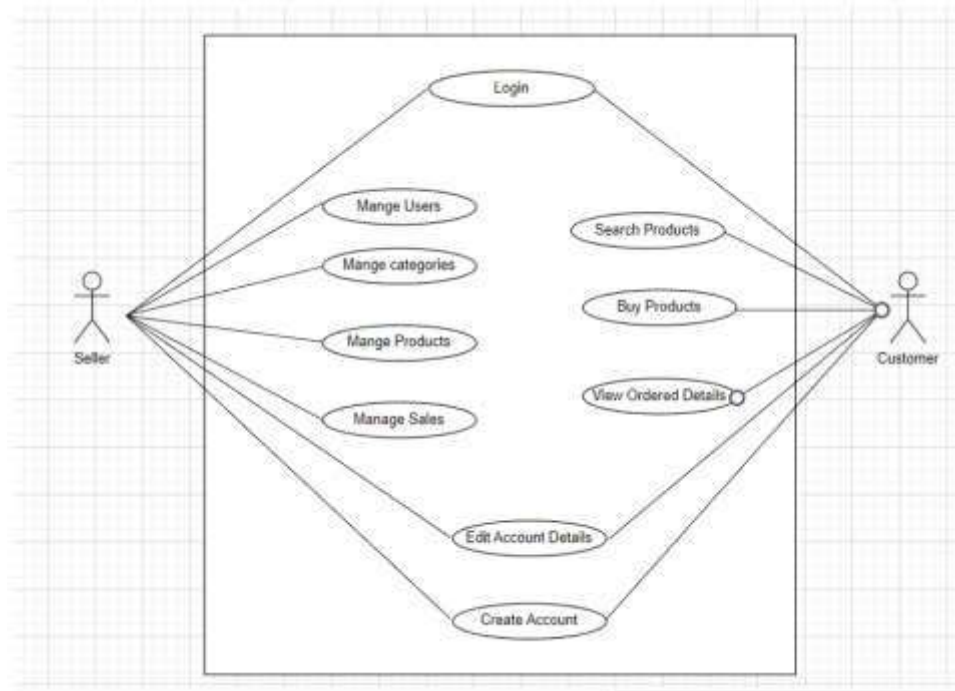 Login
Mange Users
Search Products
Mange categories
Buy Products
Mange Products
Seller
Customer
View Ordered Details
Manage Sales
Edit Account Details
Create Account